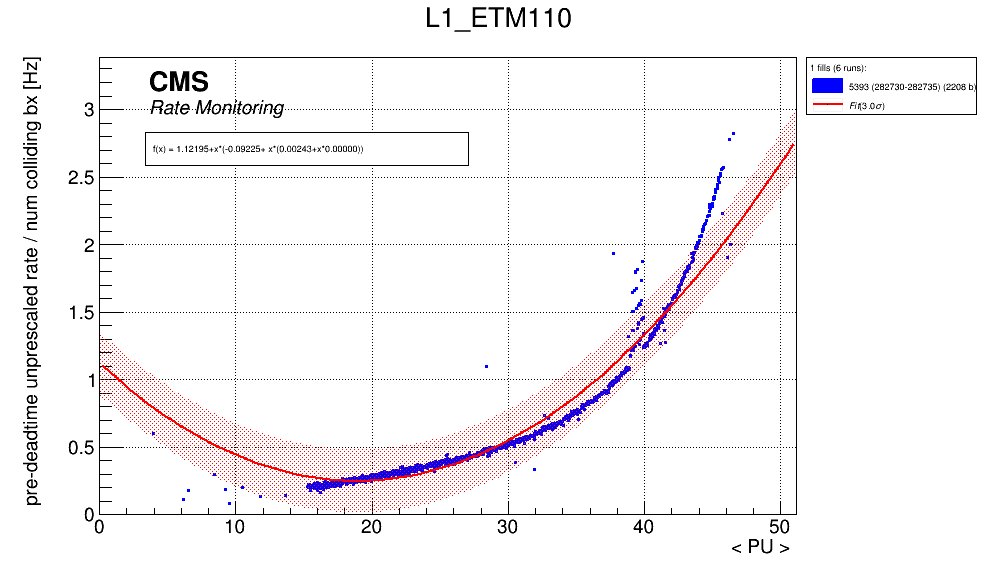 L1_ETM110
pre-deadtime unprescaled rate / num colliding bx [Hz]
CMS
Rate Monitoring
f(x) = 1.12195+x*(-0.09225+ x*(0.00243+x*0.00000))
1 fills (6 runs):
5393 (282730-282735) (2208 b)
Fit(3.0σ)
3
2.5
2
1.5
1
0.5
0
0 10 20 30 40 50
< PU >